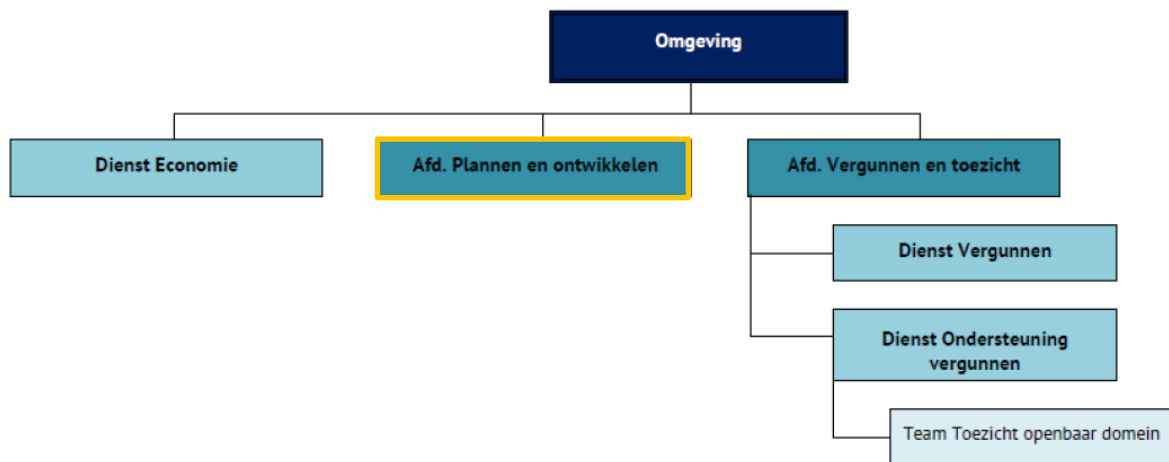 Omgeving
Dienst Economie
Afd. Plannen en ontwikkelen
Afd. Vergunnen en toezicht
Dienst Vergunnen
Dienst Ondersteuning
vergunnen
Team Toezicht openbaar domein